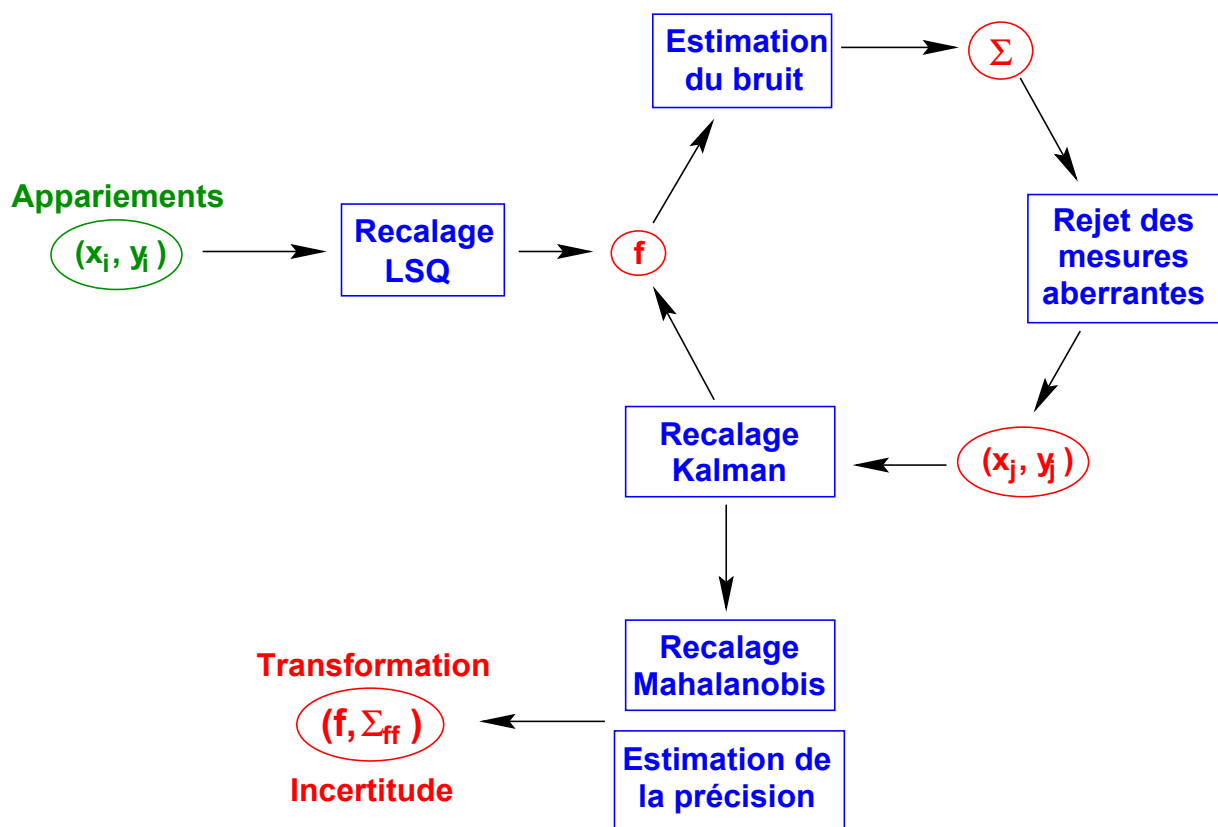 Estimation
du bruit
Σ
Appariements
(xi, yi)
Recalage
LSQ
f
Rejet des
mesures
aberrantes
Recalage
Kalman
(xj, yj)
Recalage
Mahalanobis
Transformation
(f, Σff)
Incertitude
Estimation de
la précision